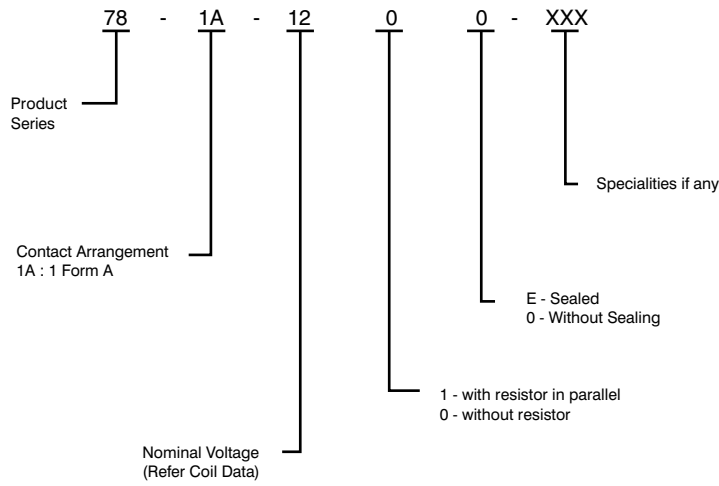 78 - 1A - 12 0 0 - XXX
Product
Series
Specialities if any
Contact Arrangement
1A : 1 Form A
E - Sealed
0 - Without Sealing
1 - with resistor in parallel
0 - without resistor
Nominal Voltage
(Refer Coil Data)